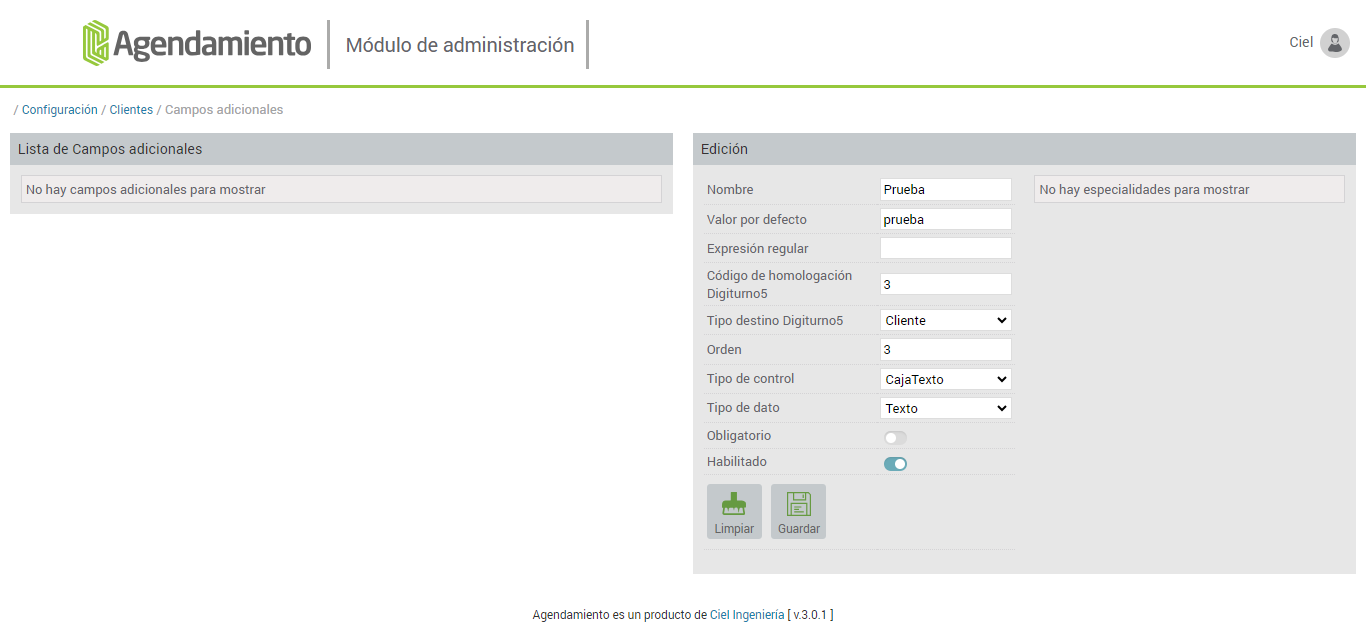 Agendamiento
Módulo de administración
Ciel
/ Configuración / Clientes / Campos adicionales
Lista de Campos adicionales
No hay campos adicionales para mostrar
Edición
Nombre Prueba
Valor por defecto prueba
Expresión regular
Código de homologación
Digiturno5 3
Tipo destino Digiturno5 Cliente
Orden 3
Tipo de control CajaTexto
Tipo de dato Texto
Obligatorio
Habilitado
Limpiar Guardar
No hay especialidades para mostrar
Agendamiento es un producto de Ciel Ingeniería [ v.3.0.1 ]